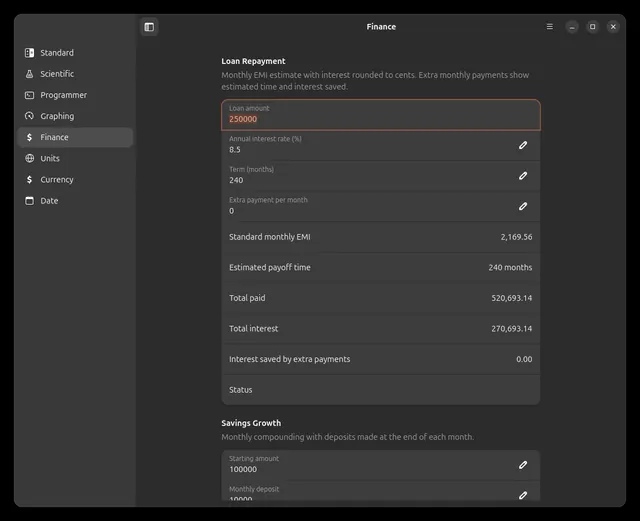 Finance
Standard
Scientific
Programmer
Graphing
Finance
Units
Currency
Date
Loan Repayment
Monthly EMI estimate with interest rounded to cents. Extra monthly payments show
estimated time and interest saved.
Loan amount
250000
Annual interest rate (%)
8.5
Term (months)
240
Extra payment per month
0
Standard monthly EMI 2,169.56
Estimated payoff time 240 months
Total paid 520,693.14
Total interest 270,693.14
Interest saved by extra payments 0.00
Status
Savings Growth
Monthly compounding with deposits made at the end of each month.
Starting amount
100000
Monthly deposit
10000